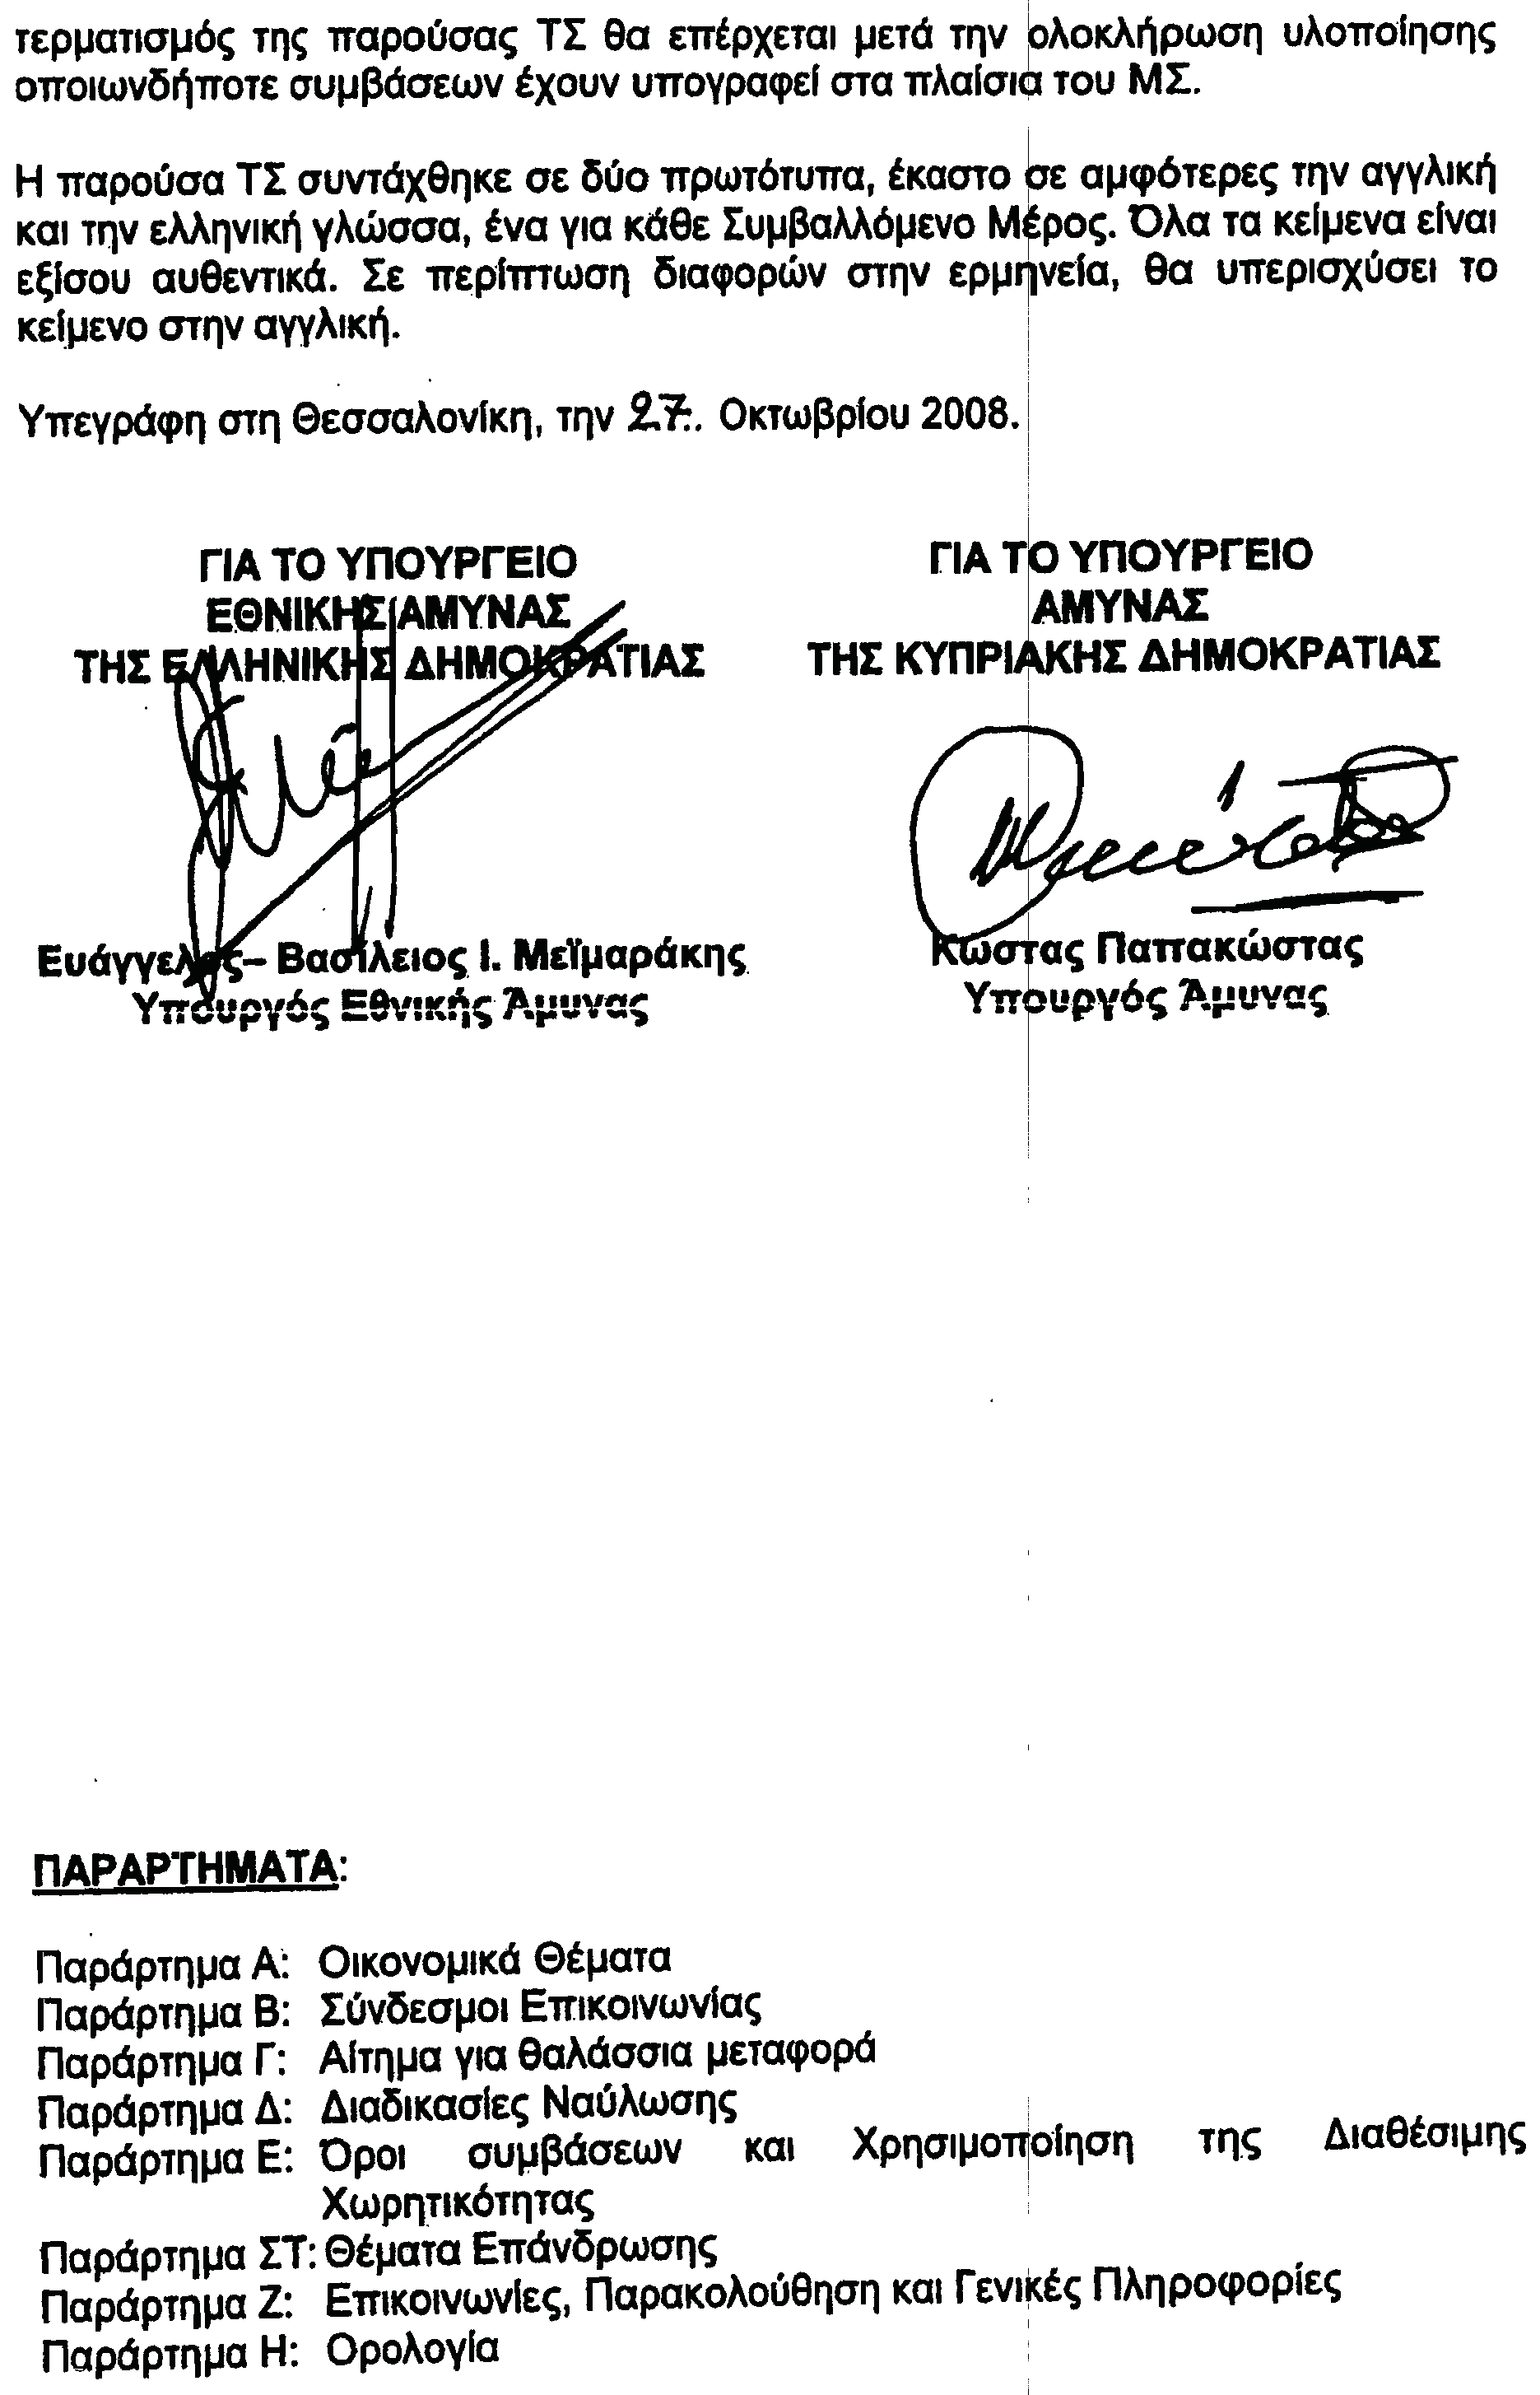 τερματισμός της παρούσας ΤΣ θα επέρχεται μετά την ολοκλήρωση υλοποίησης
οποιωνδήποτε συμβάσεων έχουν υπογραφεί στα πλαίσια του ΜΣ.
Η παρούσα ΤΣ συντάχθηκε σε δύο πρωτότυπα, έκαστο σε αμφότερες την αγγλική
και την ελληνική γλώσσα, ένα για κάθε Συμβαλλόμενο Μέρος. Όλα τα κείμενα είναι
εξίσου αυθεντικά. Σε περίπτωση διαφορών στην ερμηνεία, θα υπερισχύσει το
κείμενο στην αγγλική.
Υπεγράφη στη Θεσσαλονίκη, την 27.. Οκτωβρίου 2008.
ΓΙΑ ΤΟ ΥΠΟΥΡΓΕΙΟ
ΕΘΝΙΚΗΣ ΑΜΥΝΑΣ
ΤΗΣ ΕΛΛΗΝΙΚΗΣ ΔΗΜΟΚΡΑΤΙΑΣ
Ευάγγελος– Βασίλειος Ι. Μεϊμαράκης
Υπουργός Εθνικής Άμυνας
ΓΙΑ ΤΟ ΥΠΟΥΡΓΕΙΟ
ΑΜΥΝΑΣ
ΤΗΣ ΚΥΠΡΙΑΚΗΣ ΔΗΜΟΚΡΑΤΙΑΣ
Κώστας Παπακώστας
Υπουργός Άμυνας
ΠΑΡΑΡΤΗΜΑΤΑ:
Παράρτημα Α: Οικονομικά Θέματα
Παράρτημα Β: Σύνδεσμοι Επικοινωνίας
Παράρτημα Γ: Αίτημα για θαλάσσια μεταφορά
Παράρτημα Δ: Διαδικασίες Ναύλωσης
Παράρτημα Ε: Όροι συμβάσεων και Χρησιμοποίηση της Διαθέσιμης
Χωρητικότητας
Παράρτημα ΣΤ: Θέματα Επάνδρωσης
Παράρτημα Ζ: Επικοινωνίες, Παρακολούθηση και Γενικές Πληροφορίες
Παράρτημα Η: Ορολογία